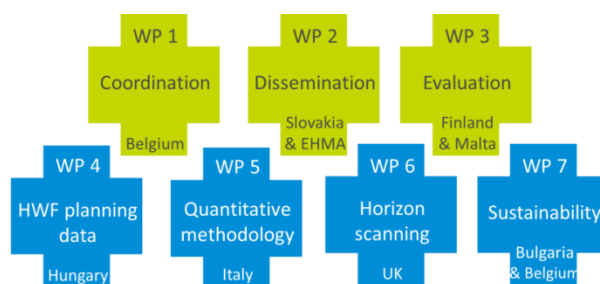 WP 1
Coordination
Belgium
WP 2
Dissemination
Slovakia
& EHMA
WP 3
Evaluation
Finland
& Malta
WP 4
HWF planning
data
Hungary
WP 5
Quantitative
methodology
Italy
WP 6
Horizon
scanning
UK
WP 7
Sustainability
Bulgaria
& Belgium